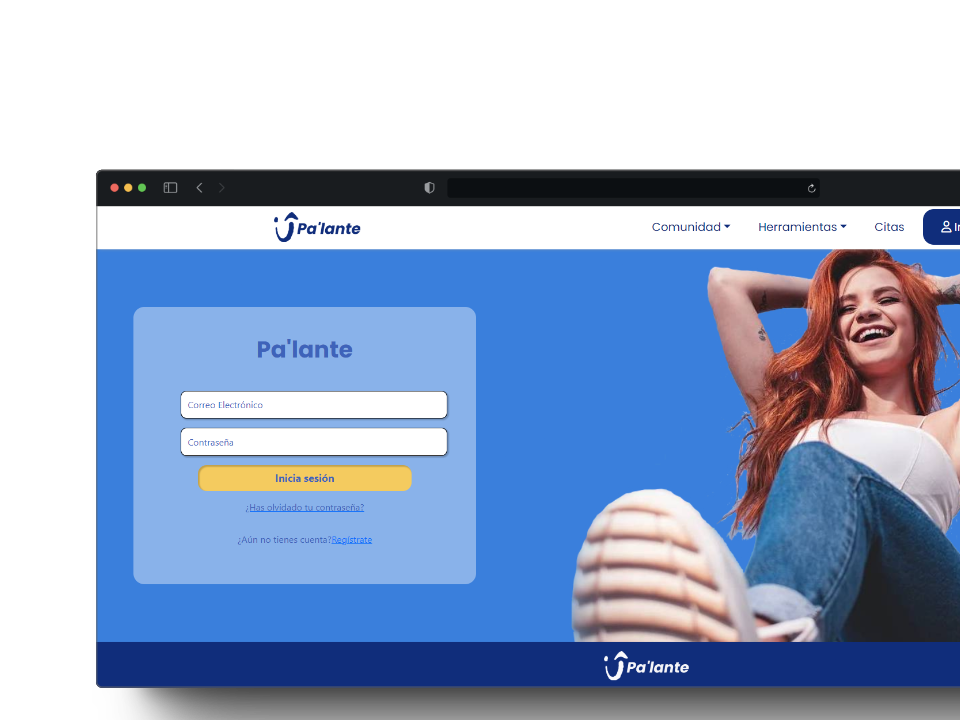 Pa'lante
Comunidad
Herramientas
Citas
Pa'lante
Correo Electrónico
Contraseña
Inicia sesión
¿Has olvidado tu contraseña?
¿Aún no tienes cuenta?Regístrate
Pa'lante